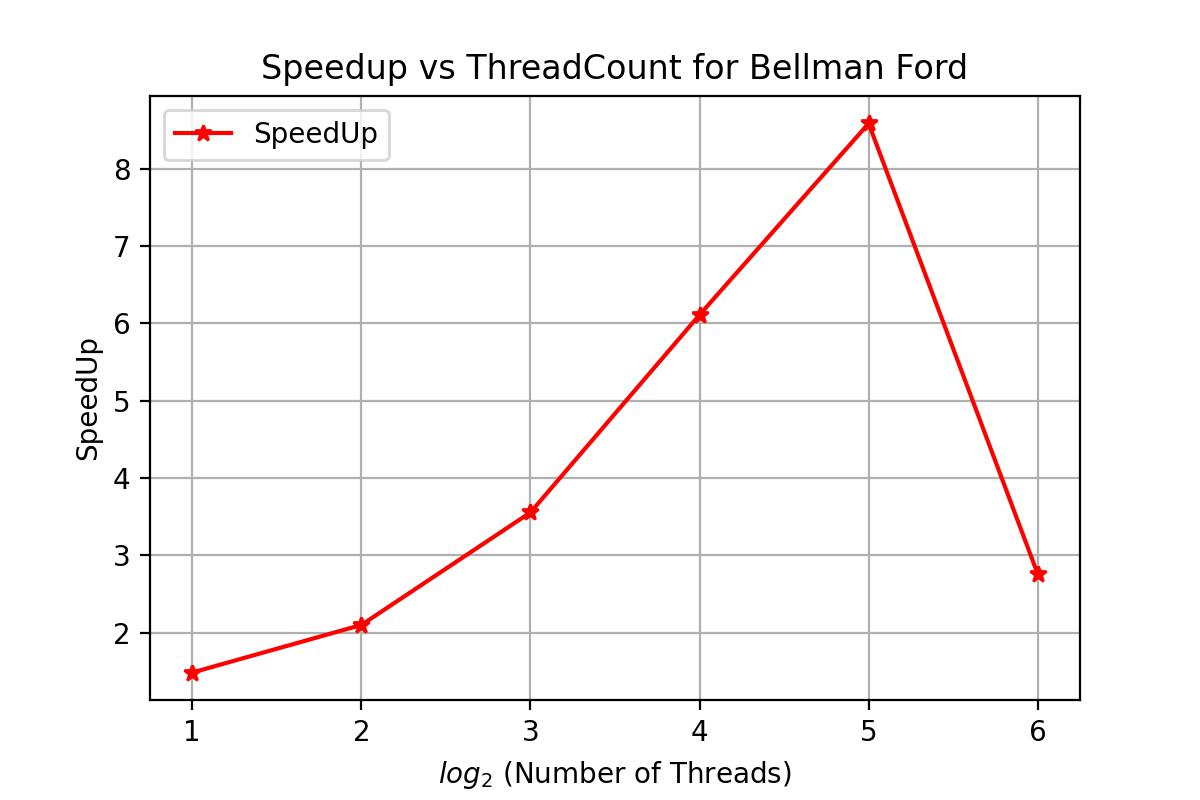 Speedup vs ThreadCount for Bellman Ford
SpeedUp
8
7
6
5
4
3
2
SpeedUp
1 2 3 4 5 6
log₂ (Number of Threads)